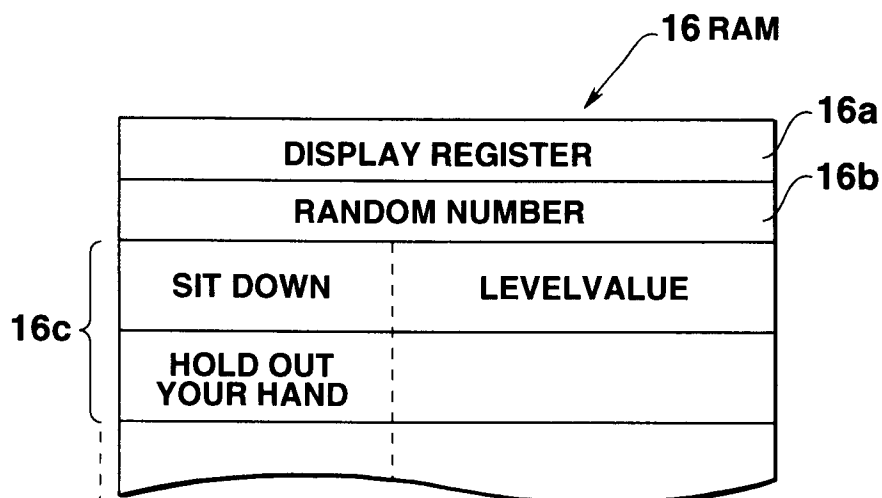 16 RAM
16a
DISPLAY REGISTER
16b
RANDOM NUMBER
SIT DOWN
LEVELVALUE
16c
HOLD OUT
YOUR HAND